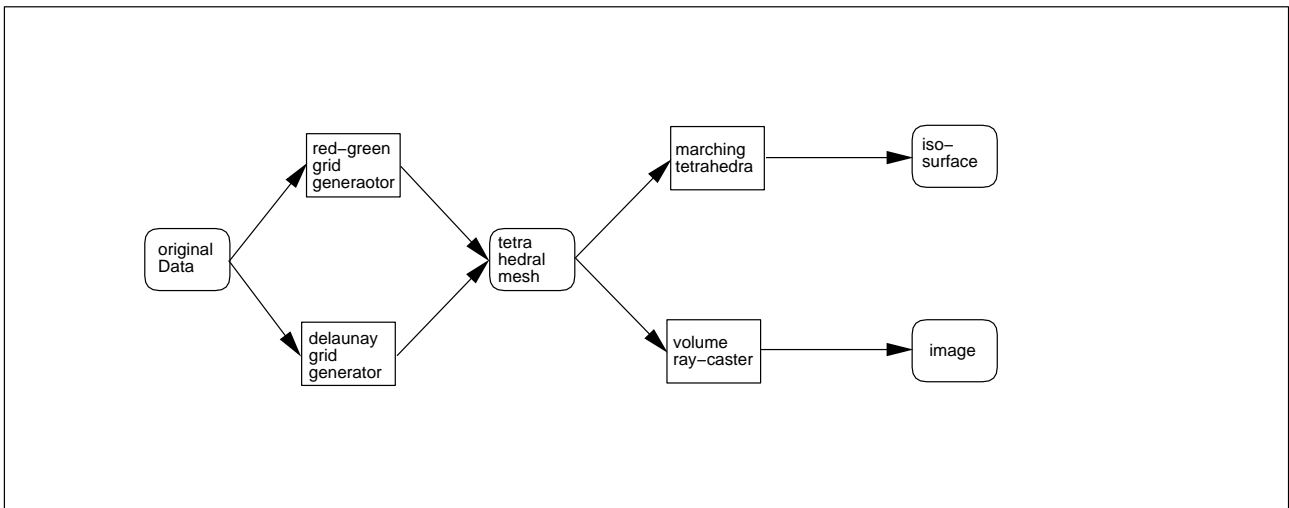 original
Data
red−green
grid
generaotor
delaunay
grid
generator
tetra
hedral
mesh
marching
tetrahedra
volume
ray−caster
iso−
surface
image